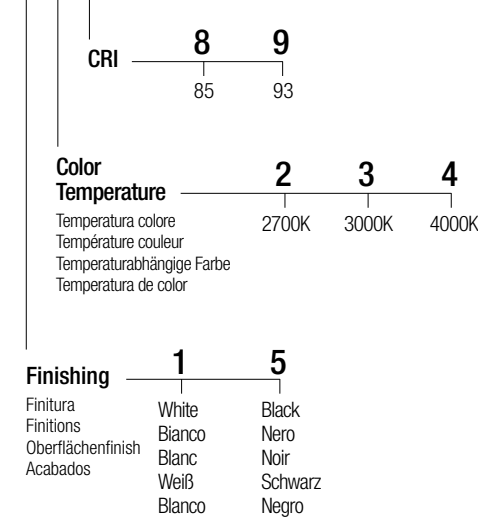 CRI 8 9
85 93
Color
Temperature 2 3 4
Temperatura colore 2700K 3000K 4000K
Température couleur
Temperaturabhängige Farbe
Temperatura de color
Finishing 1 5
Finitura White Black
Finitions Bianco Nero
Oberflächenfinish Blanc Noir
Acabados Weiß Schwarz
Blanco Negro